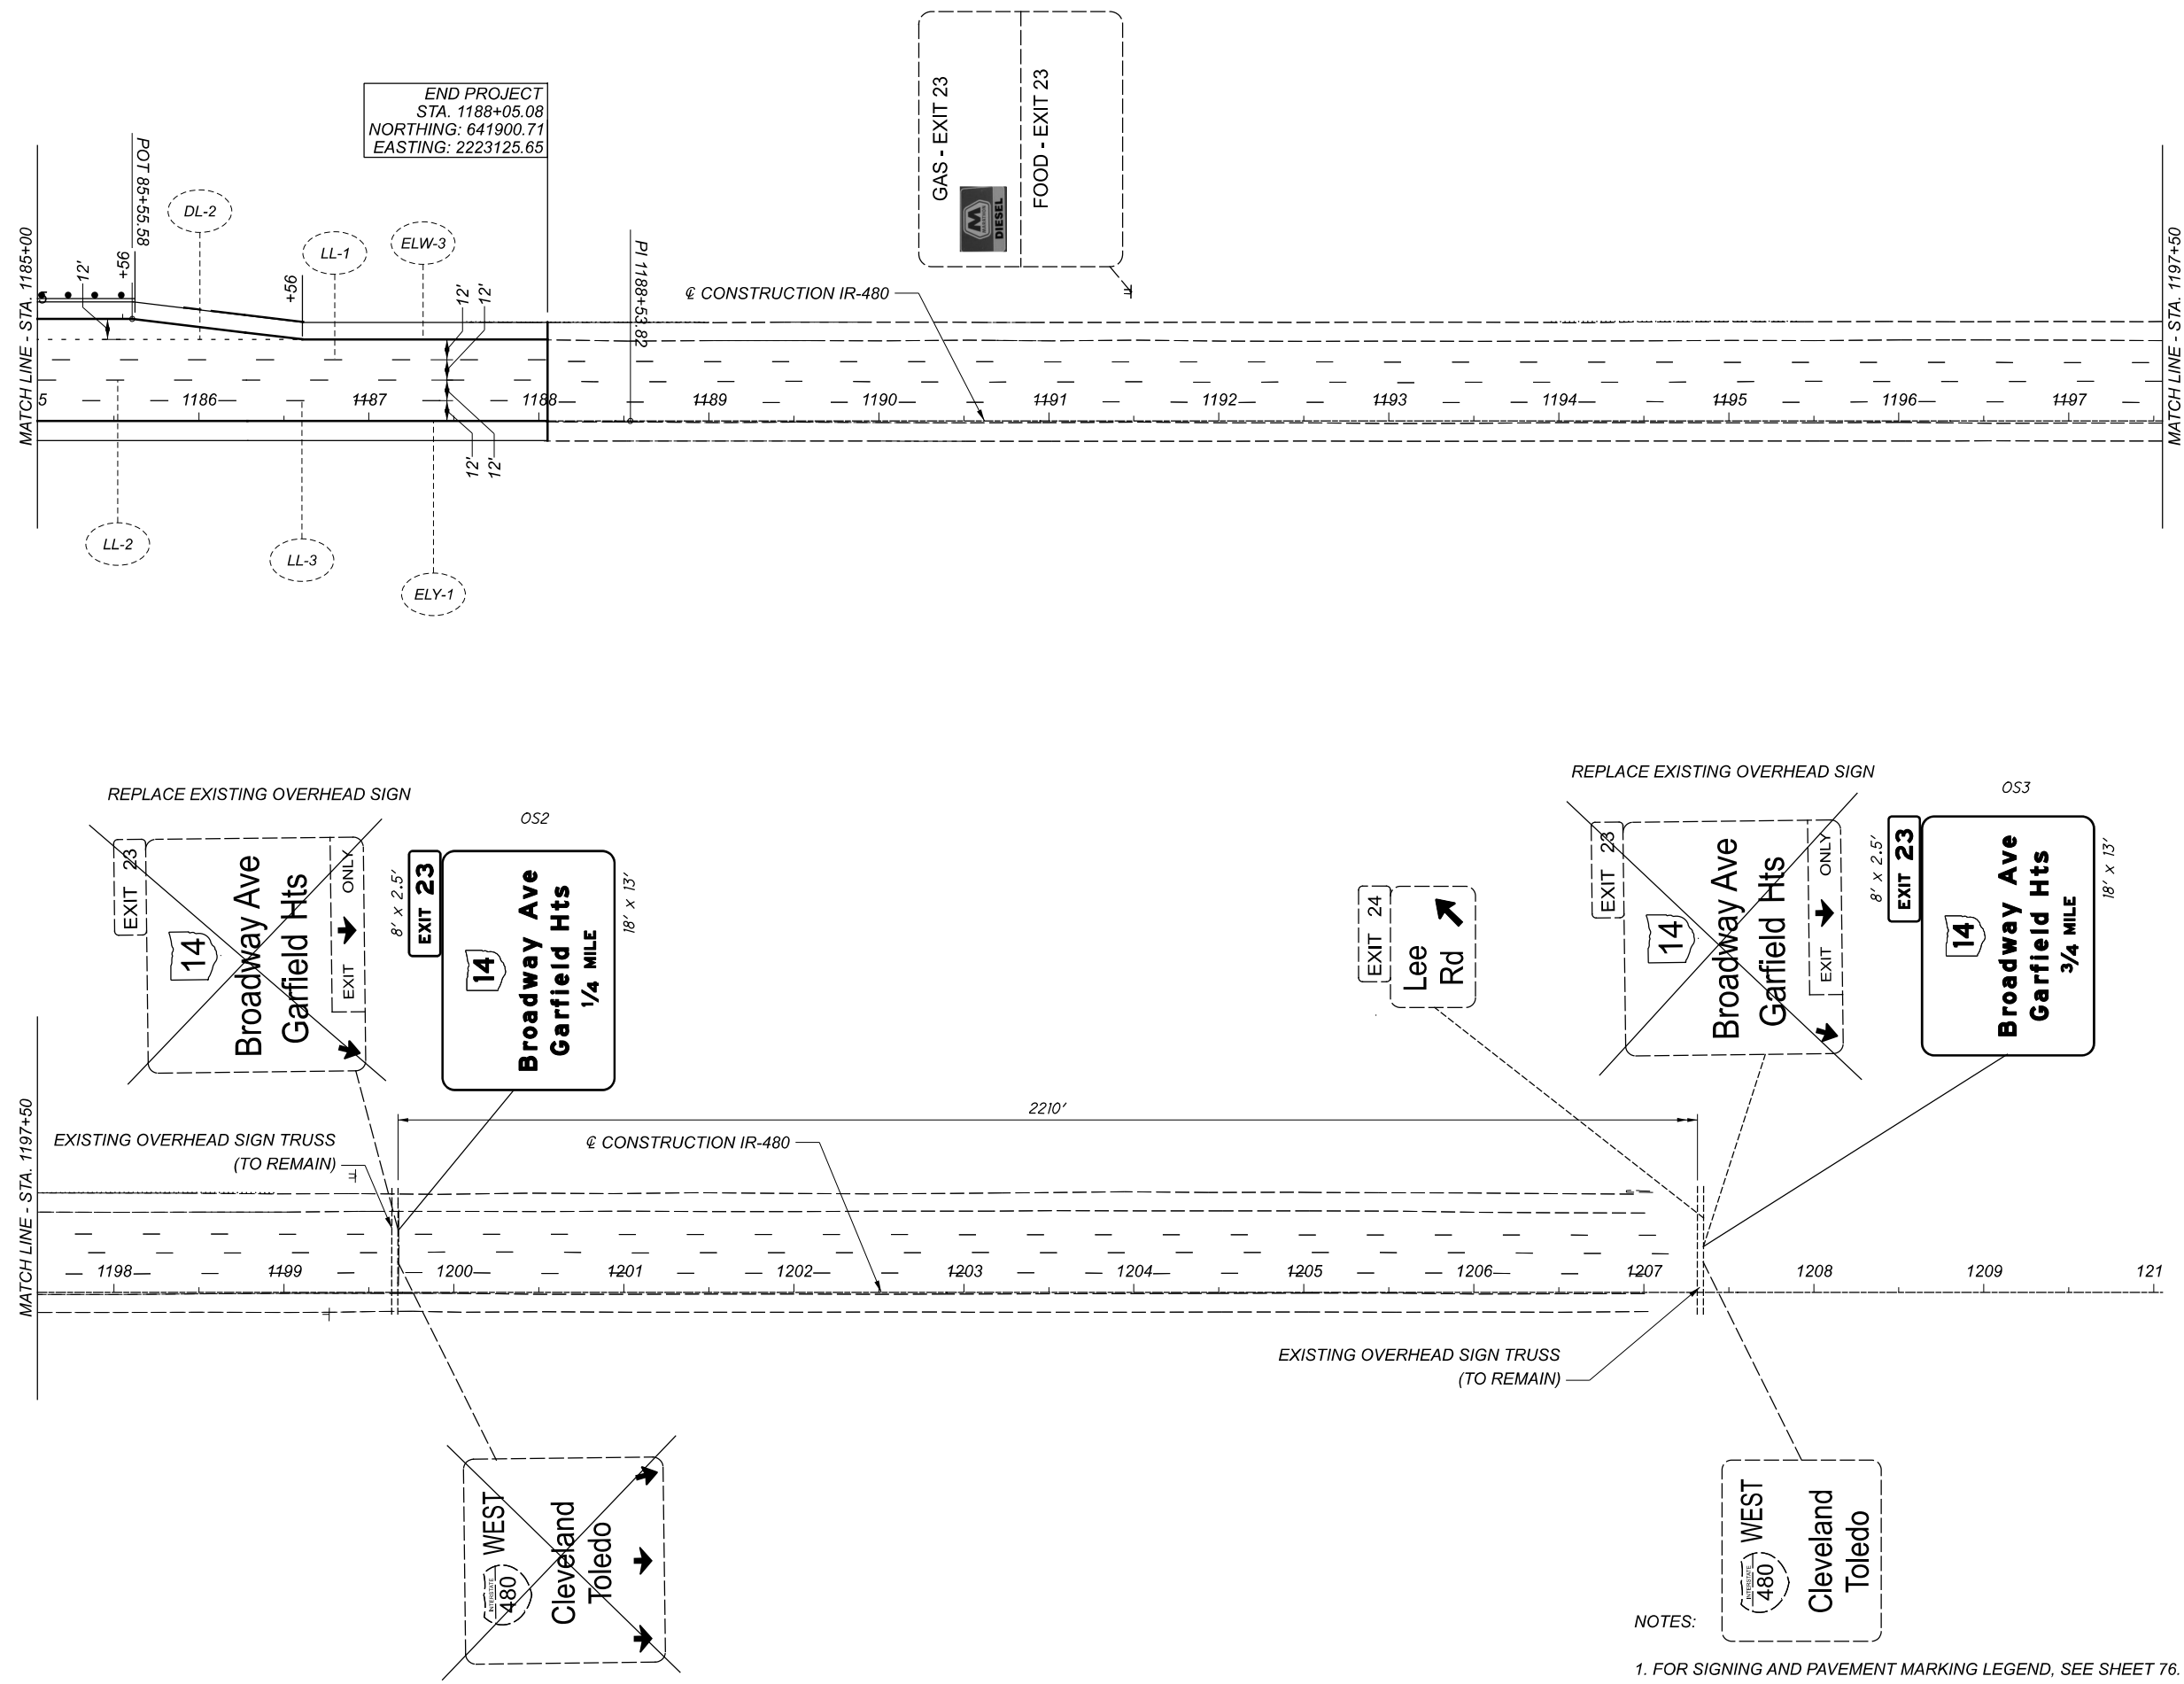 GAS - EXIT 23
MARATHON
DIESEL
FOOD - EXIT 23
END PROJECT
STA. 1188+05.08
NORTHING: 641900.71
EASTING: 2223125.65
MATCH LINE - STA. 1185+00
12'
+56
POT 85+55.58
DL-2
+56
LL-1
ELW-3
12'
12'
PI 1188+53.82
℄ CONSTRUCTION IR-480
MATCH LINE - STA. 1197+50
5
1186
1187
1188
1189
1190
1191
1192
1193
1194
1195
1196
1197
12'
12'
LL-2
LL-3
ELY-1
REPLACE EXISTING OVERHEAD SIGN
EXIT 23
14
Broadway Ave
Garfield Hts
EXIT ONLY
OS2
8' x 2.5'
EXIT 23
14
Broadway Ave
Garfield Hts
1/4 MILE
18' x 13'
EXIT 24
Lee
Rd
REPLACE EXISTING OVERHEAD SIGN
EXIT 23
14
Broadway Ave
Garfield Hts
EXIT ONLY
OS3
8' x 2.5'
EXIT 23
14
Broadway Ave
Garfield Hts
3/4 MILE
18' x 13'
MATCH LINE - STA. 1197+50
EXISTING OVERHEAD SIGN TRUSS
(TO REMAIN)
2210'
℄ CONSTRUCTION IR-480
1198
1199
1200
1201
1202
1203
1204
1205
1206
1207
1208
1209
121
EXISTING OVERHEAD SIGN TRUSS
(TO REMAIN)
INTERSTATE
480
WEST
Cleveland
Toledo
INTERSTATE
480
WEST
Cleveland
Toledo
NOTES:
1. FOR SIGNING AND PAVEMENT MARKING LEGEND, SEE SHEET 76.